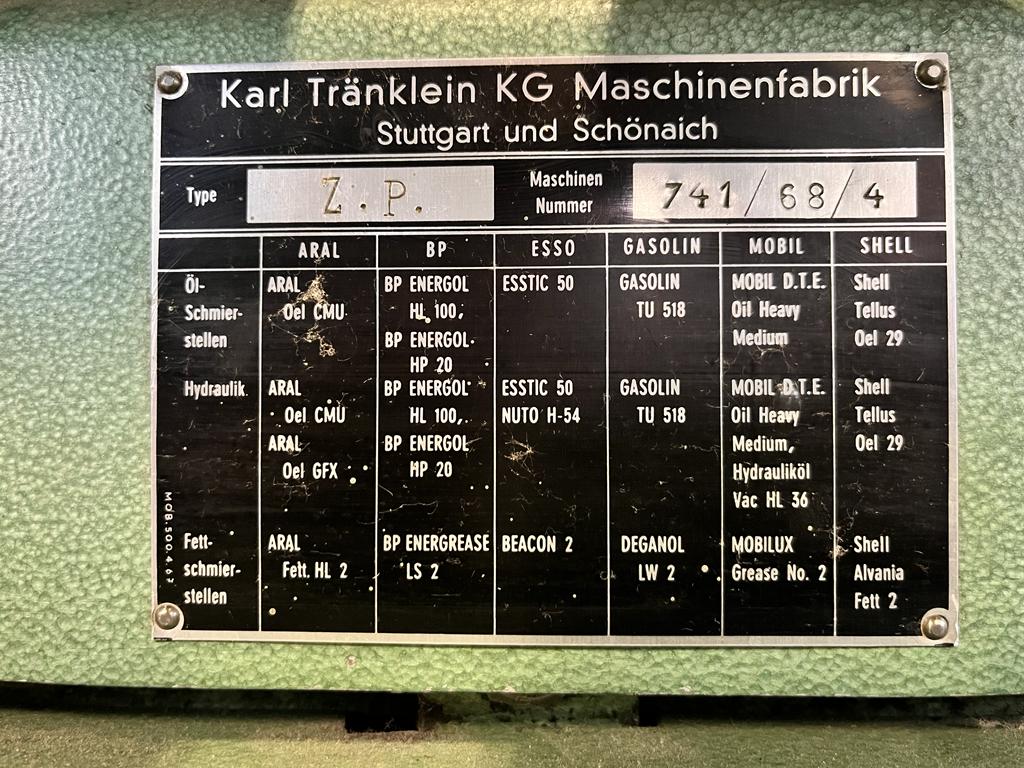 Karl Tränklein KG Maschinenfabrik
Stuttgart und Schönaich
Type Z.P. Maschinen Nummer 741/68/4
ARAL BP ESSO GASOLIN MOBIL SHELL
Öl- ARAL BP ENERGOL ESSTIC 50 GASOLIN MOBIL D.T.E. Shell
Schmier- Oel CMU HL 100, TU 518 Oil Heavy Tellus
stellen BP ENERGOL Medium Oel 29
HP 20
Hydraulik ARAL BP ENERGOL ESSTIC 50 GASOLIN MOBIL D.T.E. Shell
Oel CMU HL 100, NUTO H-54 TU 518 Oil Heavy Tellus
ARAL BP ENERGOL Medium, Oel 29
Oel GFX HP 20 Hydrauliköl
Vac HL 36
Fett- ARAL BP ENERGREASE BEACON 2 DEGANOL MOBILUX Shell
schmier- Fett HL 2 LS 2 LW 2 Grease No. 2 Alvania
stellen Fett 2
MOB.500.4.67